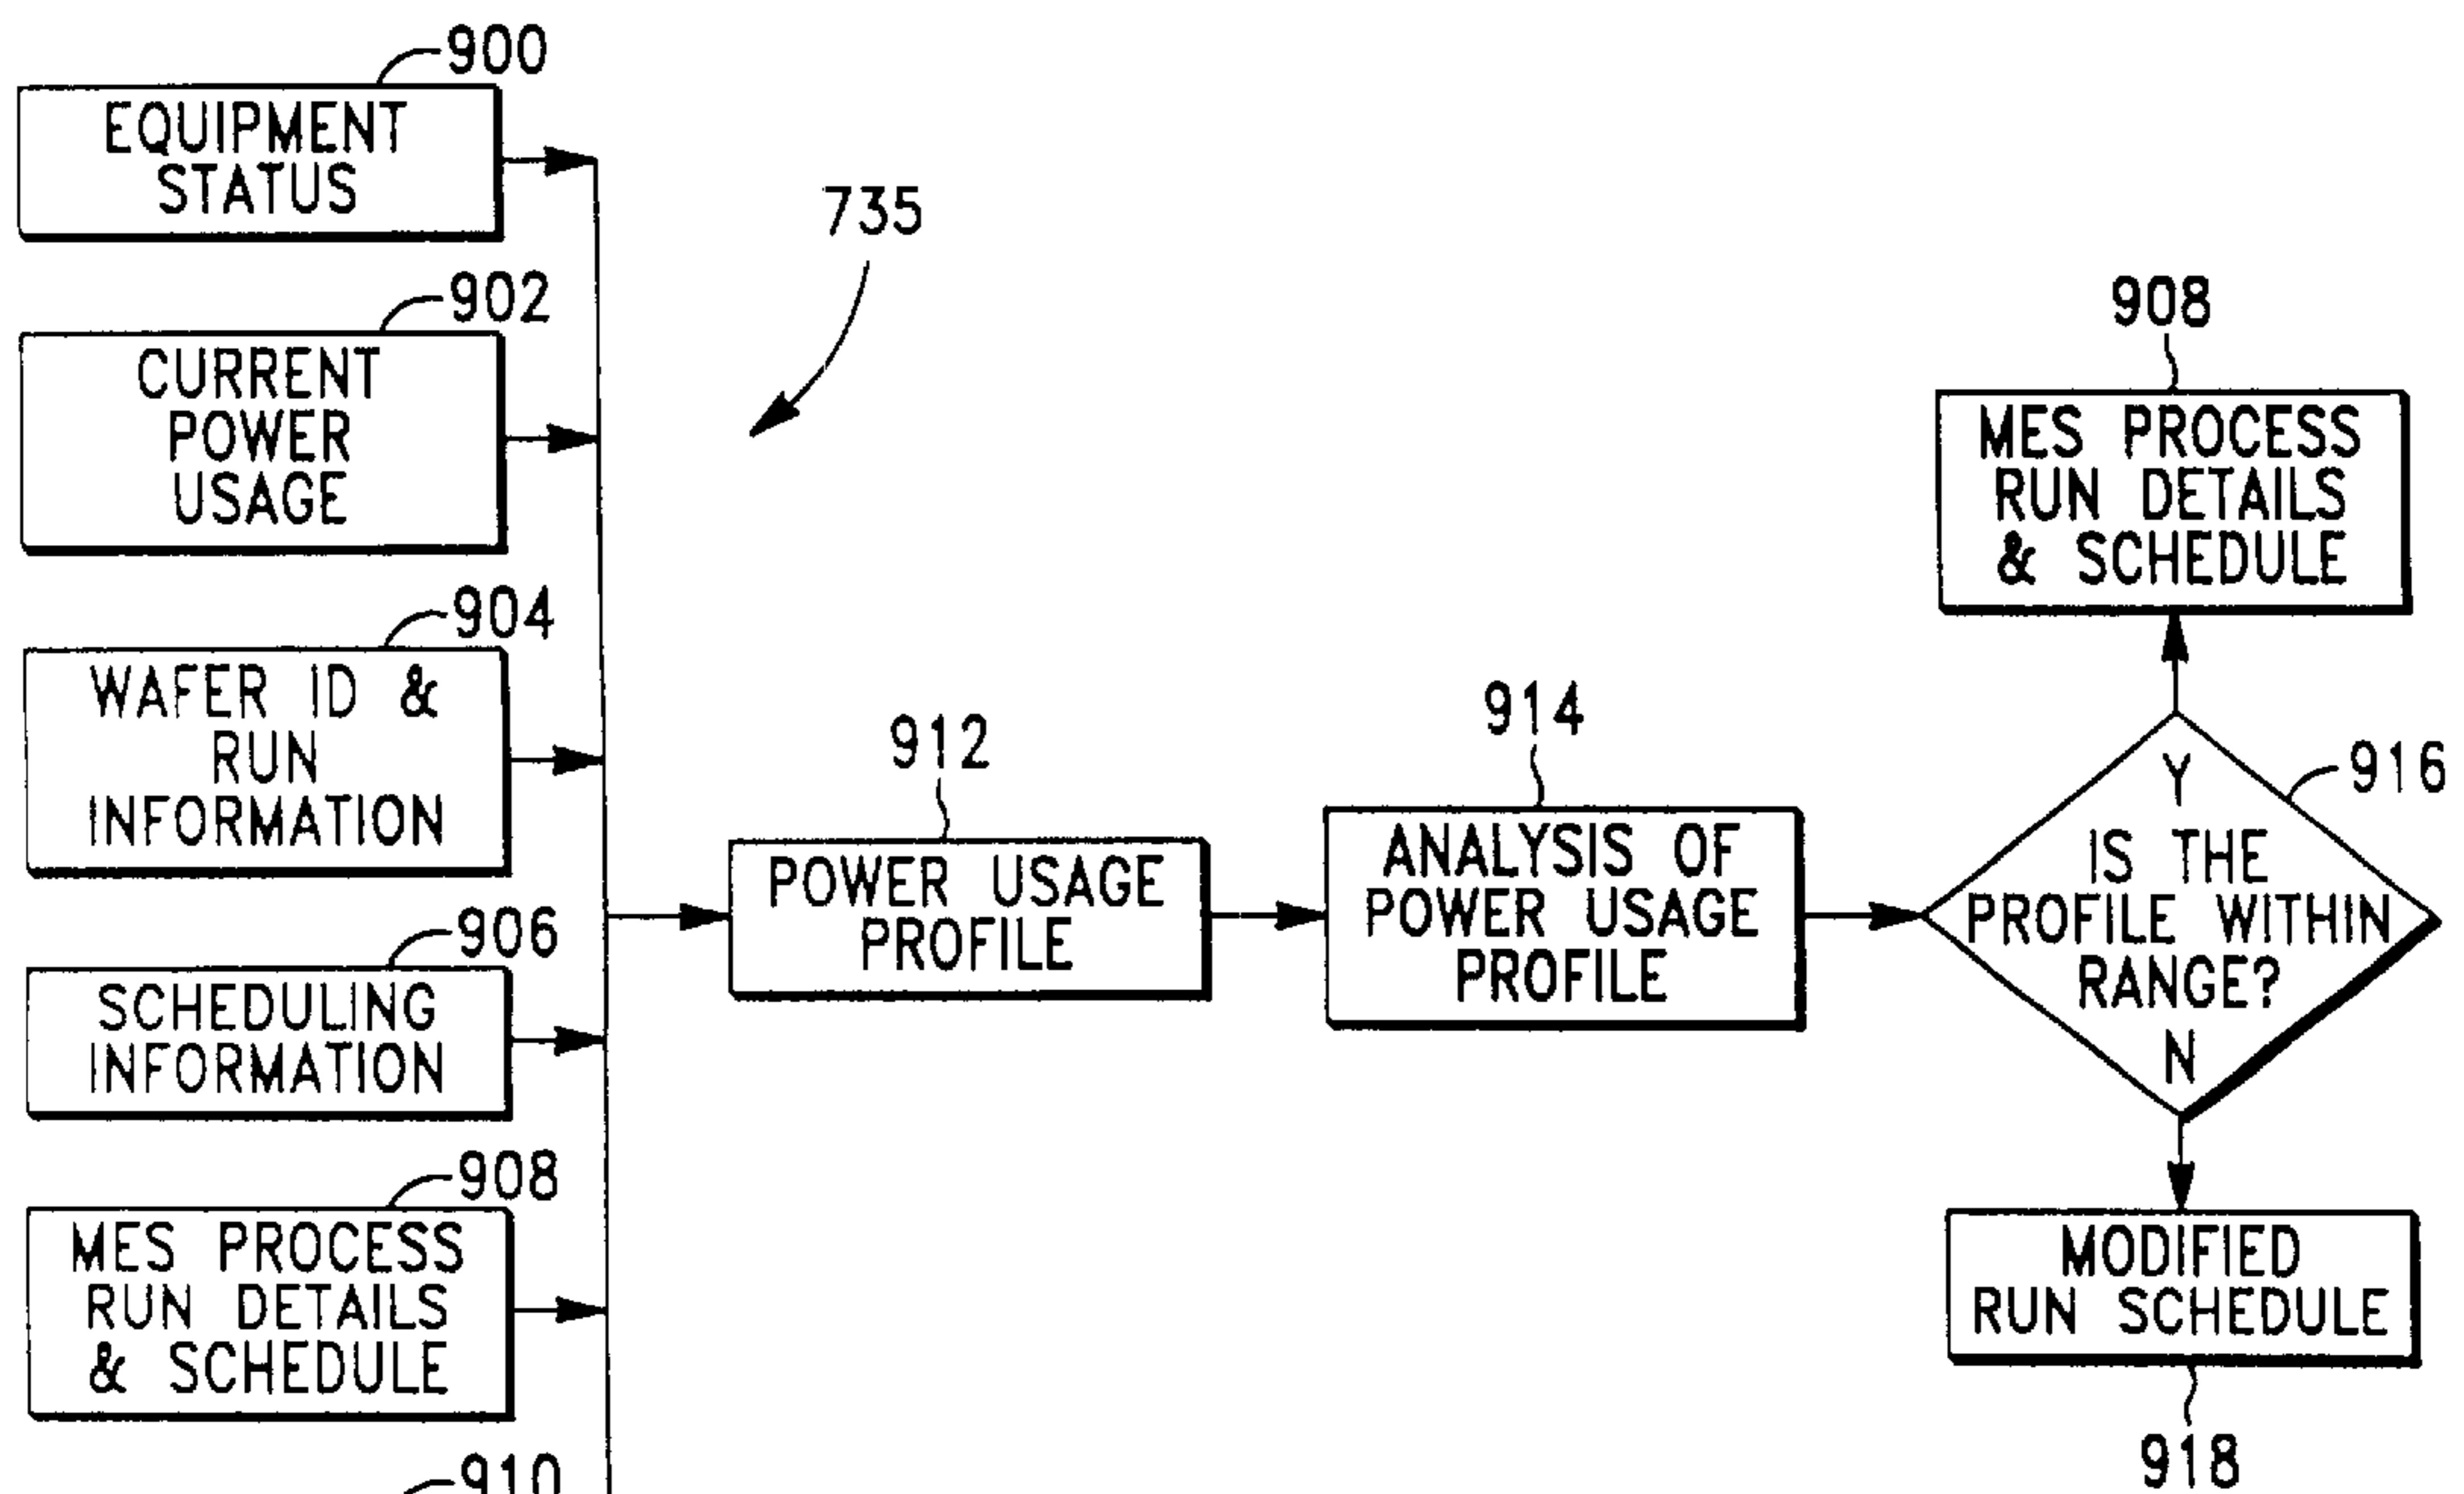 900
EQUIPMENT
STATUS
902
CURRENT
POWER
USAGE
904
WAFER ID &
RUN
INFORMATION
906
SCHEDULING
INFORMATION
908
MES PROCESS
RUN DETAILS
& SCHEDULE
910
735
912
POWER USAGE
PROFILE
914
ANALYSIS OF
POWER USAGE
PROFILE
908
MES PROCESS
RUN DETAILS
& SCHEDULE
916
Y
IS THE
PROFILE WITHIN
RANGE?
N
MODIFIED
RUN SCHEDULE
918